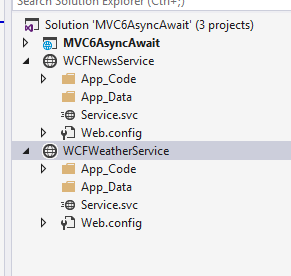 Search Solution Explorer (Ctrl+;)
Solution 'MVC6AsyncAwait' (3 projects)
MVC6AsyncAwait
WCFNewsService
App_Code
App_Data
Service.svc
Web.config
WCFWeatherService
App_Code
App_Data
Service.svc
Web.config